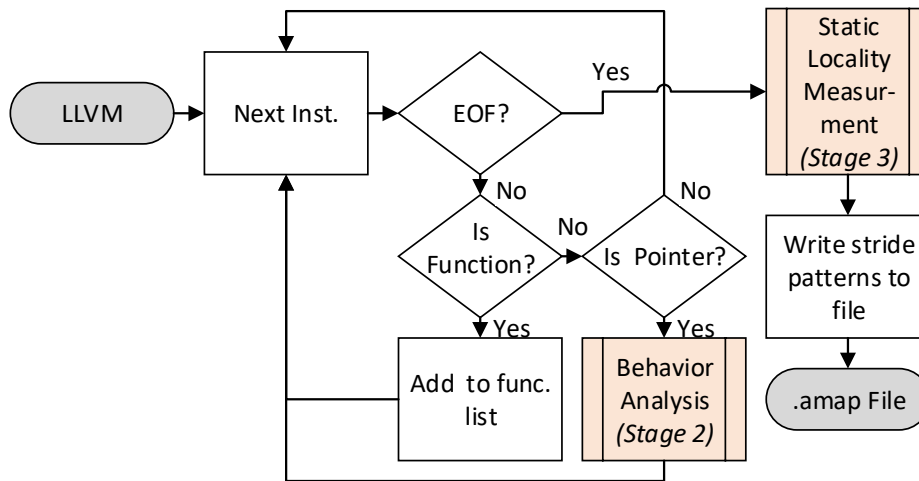 LLVM
Next Inst.
EOF?
Yes
Static
Locality
Measur-
ment
(Stage 3)
No
Is
Function?
No
Is Pointer?
No
Write stride
patterns to
file
Yes
Add to func.
list
Yes
Behavior
Analysis
(Stage 2)
.amap File